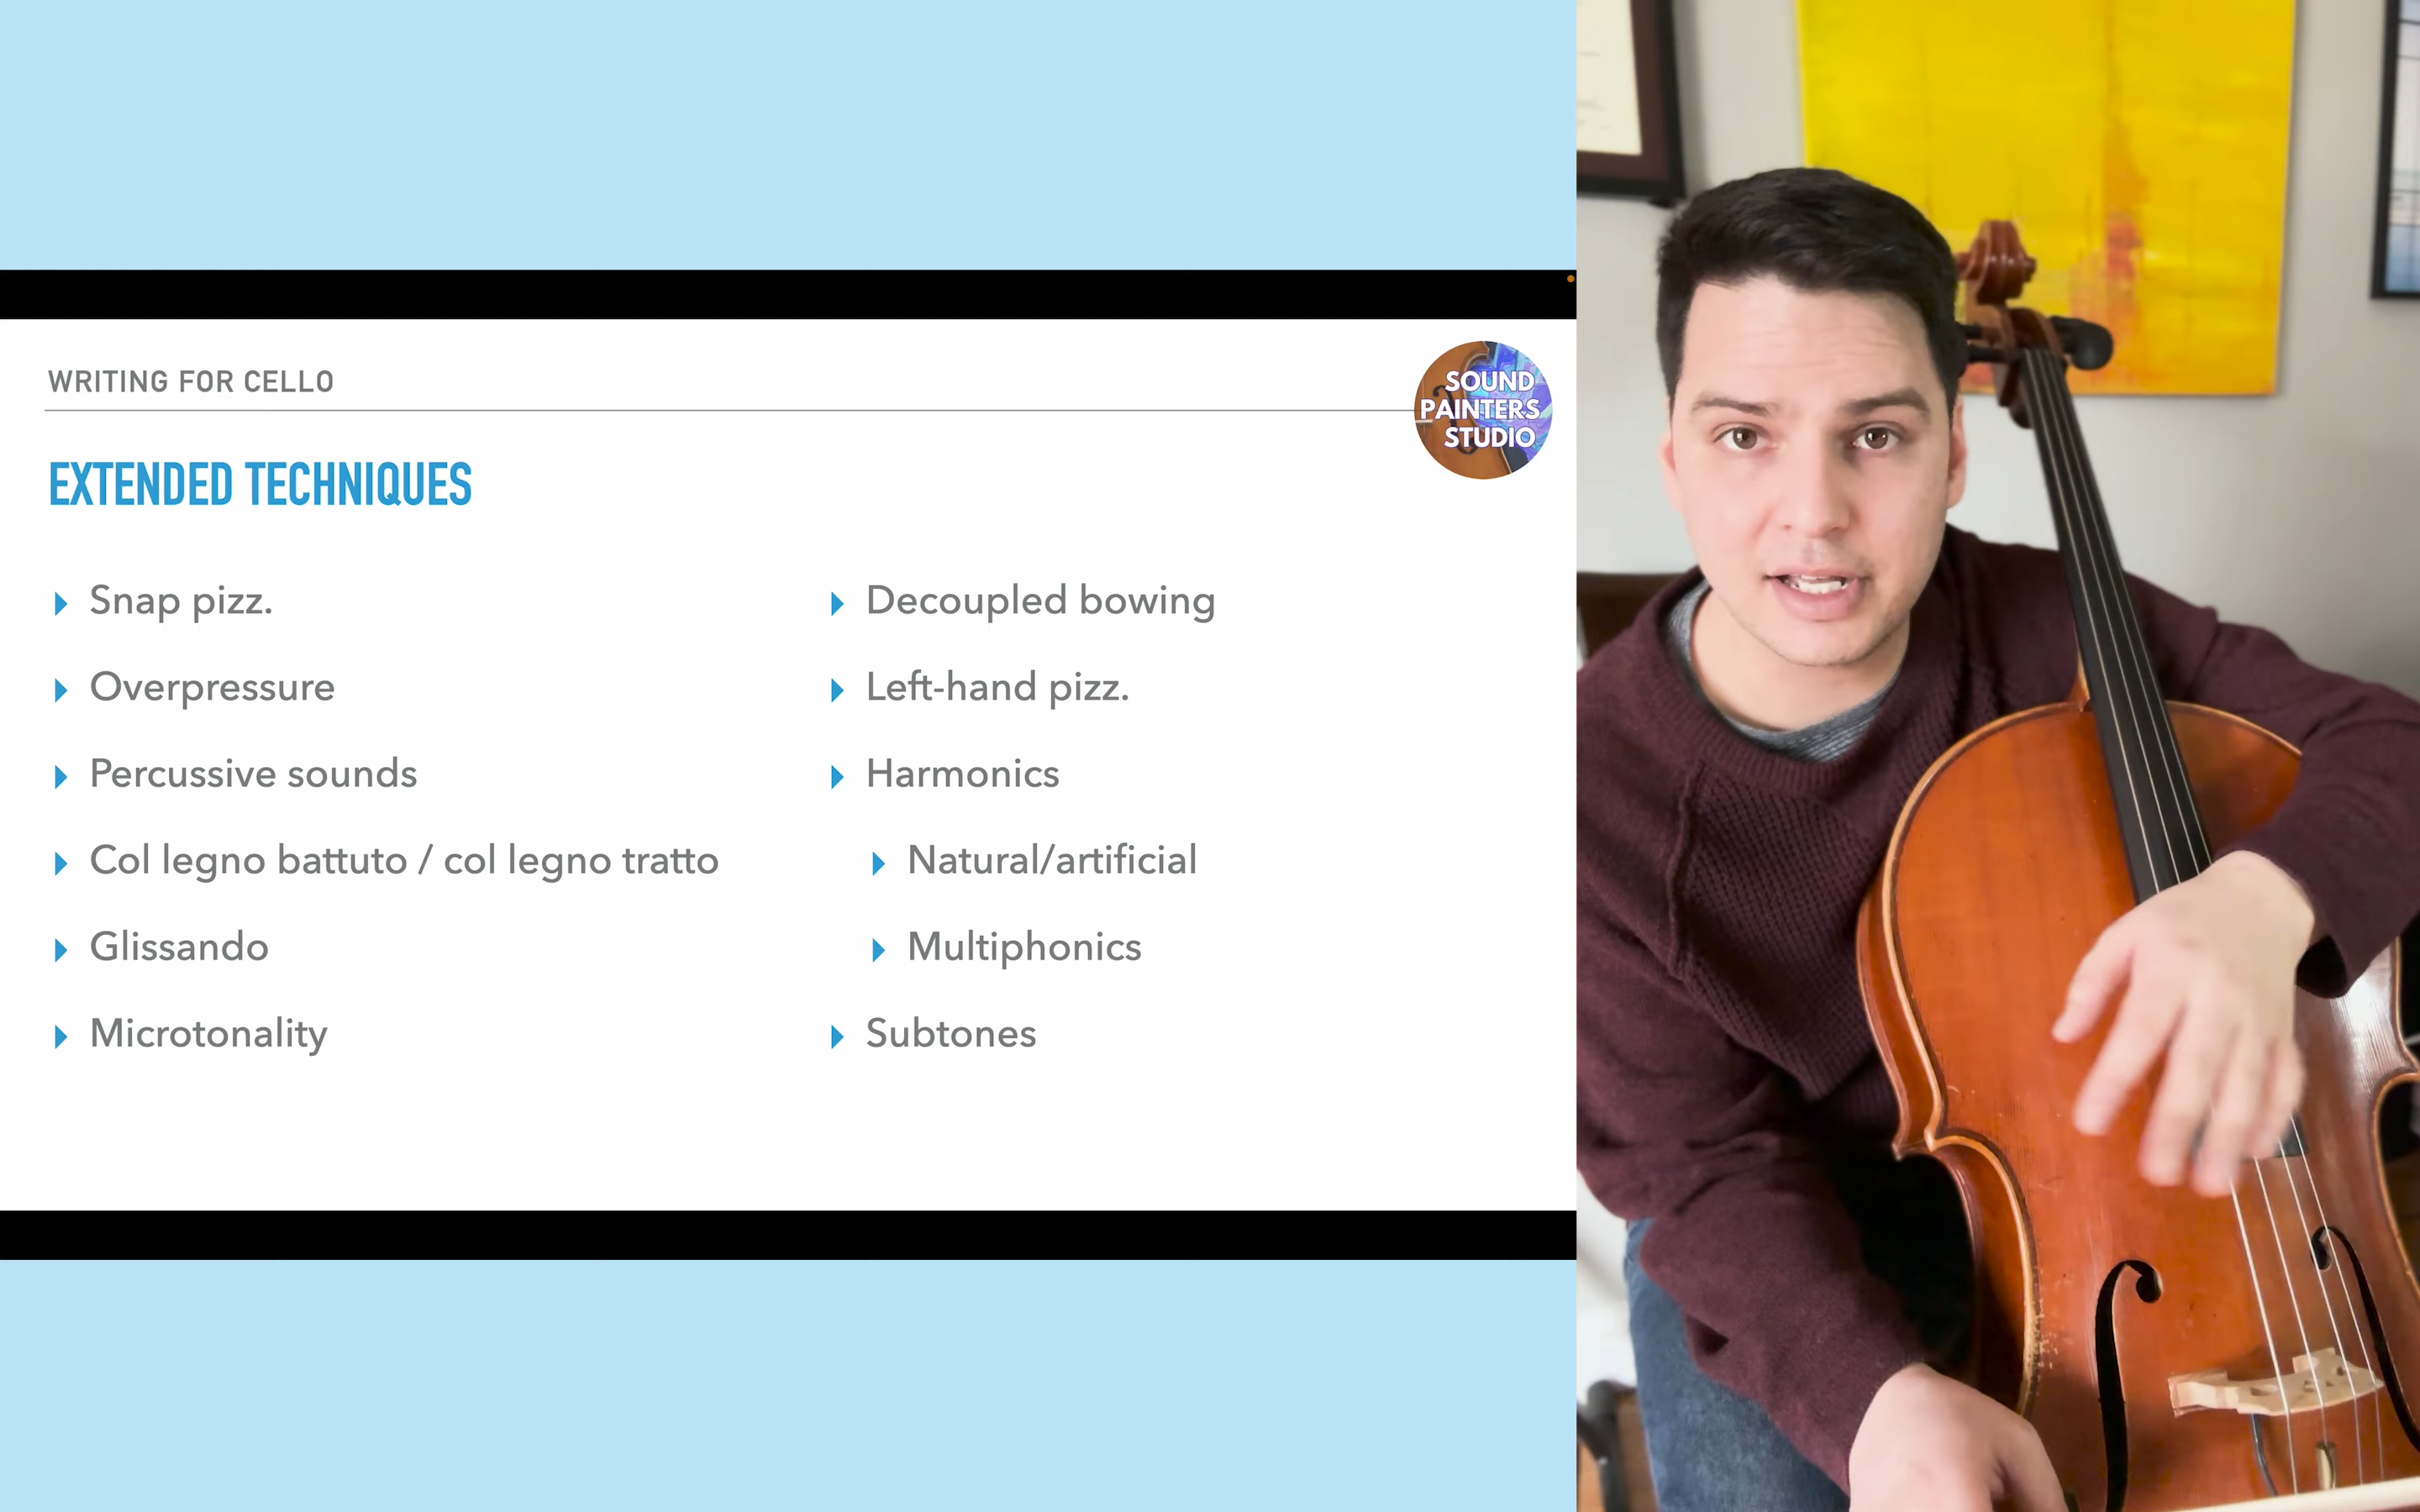 WRITING FOR CELLO
SOUND
PAINTERS
STUDIO
EXTENDED TECHNIQUES
Snap pizz.
Overpressure
Percussive sounds
Col legno battuto / col legno tratto
Glissando
Microtonality
Decoupled bowing
Left-hand pizz.
Harmonics
Natural/artificial
Multiphonics
Subtones